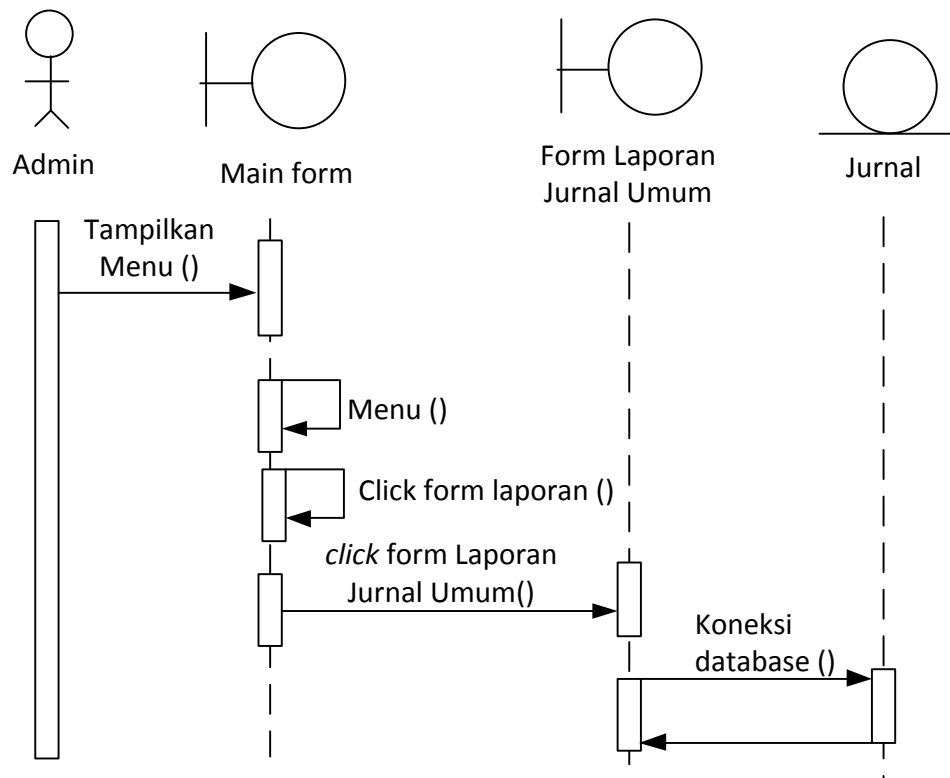 Admin
Main form
Form Laporan
Jurnal Umum
Jurnal
Tampilkan
Menu ()
Menu ()
Click form laporan ()
click form Laporan
Jurnal Umum()
Koneksi
database ()